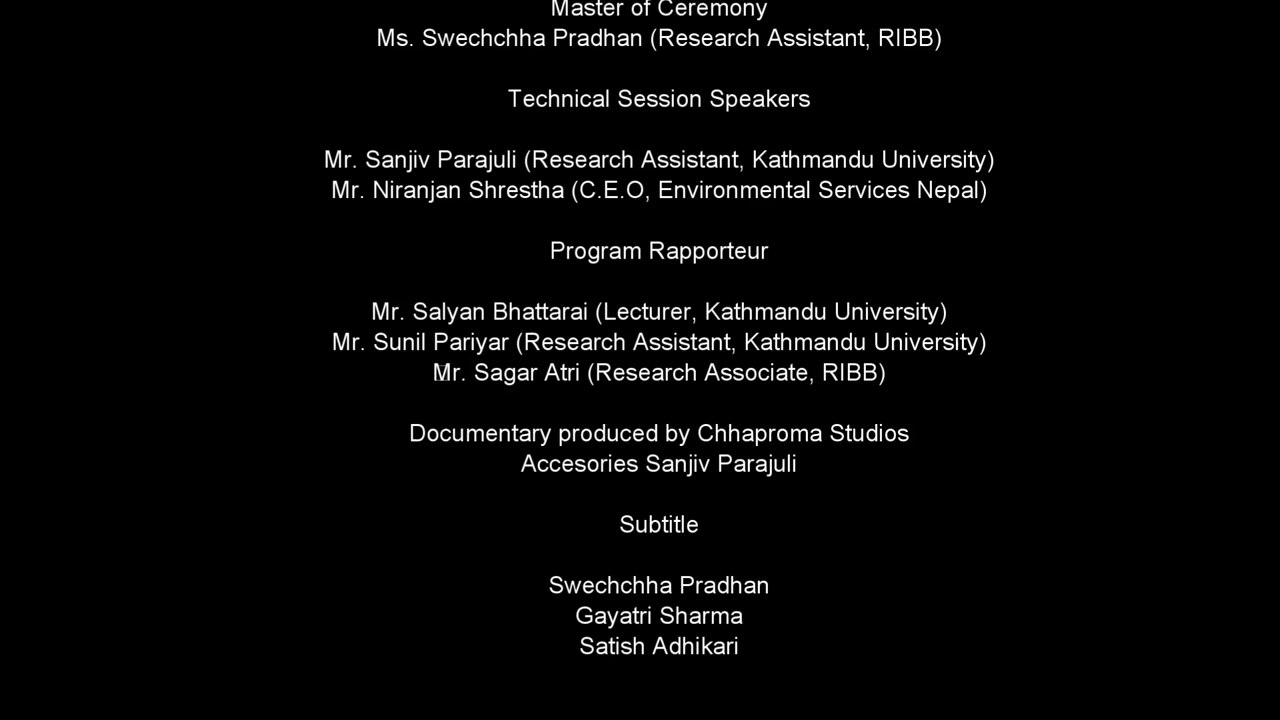 Master of Ceremony
Ms. Swechchha Pradhan (Research Assistant, RIBB)
Technical Session Speakers
Mr. Sanjiv Parajuli (Research Assistant, Kathmandu University)
Mr. Niranjan Shrestha (C.E.O, Environmental Services Nepal)
Program Rapporteur
Mr. Salyan Bhattarai (Lecturer, Kathmandu University)
Mr. Sunil Pariyar (Research Assistant, Kathmandu University)
Mr. Sagar Atri (Research Associate, RIBB)
Documentary produced by Chhaproma Studios
Accesories Sanjiv Parajuli
Subtitle
Swechchha Pradhan
Gayatri Sharma
Satish Adhikari